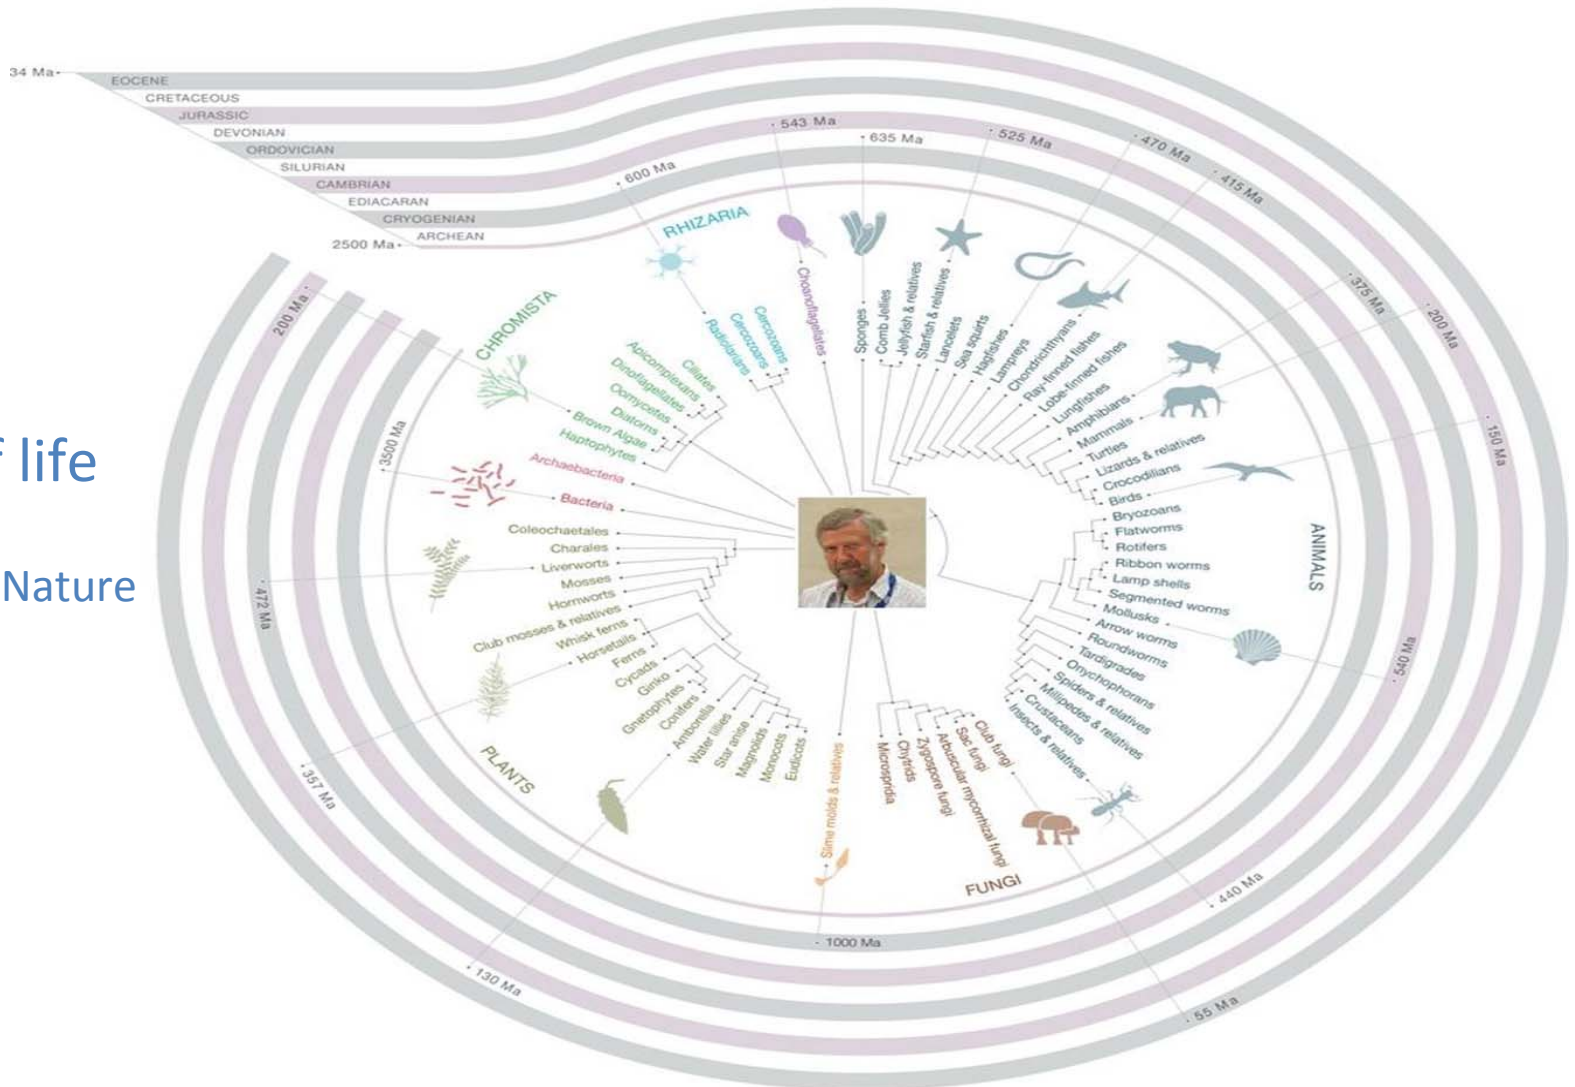 34 Ma
EOCENE
CRETACEOUS
JURASSIC
DEVONIAN
ORDOVICIAN
SILURIAN
CAMBRIAN
EDIACARAN
CRYOGENIAN
ARCHEAN
2500 Ma
600 Ma
543 Ma
635 Ma
525 Ma
470 Ma
415 Ma
375 Ma
200 Ma
150 Ma
540 Ma
440 Ma
55 Ma
1000 Ma
130 Ma
357 Ma
472 Ma
3500 Ma
200 Ma
f life
Nature
CHROMISTA
Ciliates
Apicomplexans
Dinoflagellates
Oomycetes
Diatoms
Brown Algae
Haptophytes
RHIZARIA
Radiolarians
Cercozoans
Cercozoans
Choanoflagellates
Sponges
Comb Jellies
Jellyfish & relatives
Starfish & relatives
Lancelets
Sea squirts
Hagfishes
Lampreys
Chondrichthyans
Ray-finned fishes
Lobe-finned fishes
Lungfishes
Amphibians
Mammals
Turtles
Lizards & relatives
Crocodilians
Birds
ANIMALS
Bryozoans
Flatworms
Rotifers
Ribbon worms
Lamp shells
Segmented worms
Mollusks
Arrow worms
Roundworms
Tardigrades
Onychophorans
Spiders & relatives
Millipedes & relatives
Crustaceans
Insects & relatives
FUNGI
Club fungi
Sac fungi
Arbuscular mycorrhizal fungi
Zygospore fungi
Chytrids
Microspridia
Slime molds & relatives
PLANTS
Eudicots
Monocots
Magnolids
Star anise
Water lillies
Amborella
Conifers
Gnetophytes
Ginko
Cycads
Ferns
Horsetails
Whisk ferns
Club mosses & relatives
Hornworts
Mosses
Liverworts
Charales
Coleochaetales
Bacteria
Archaebacteria